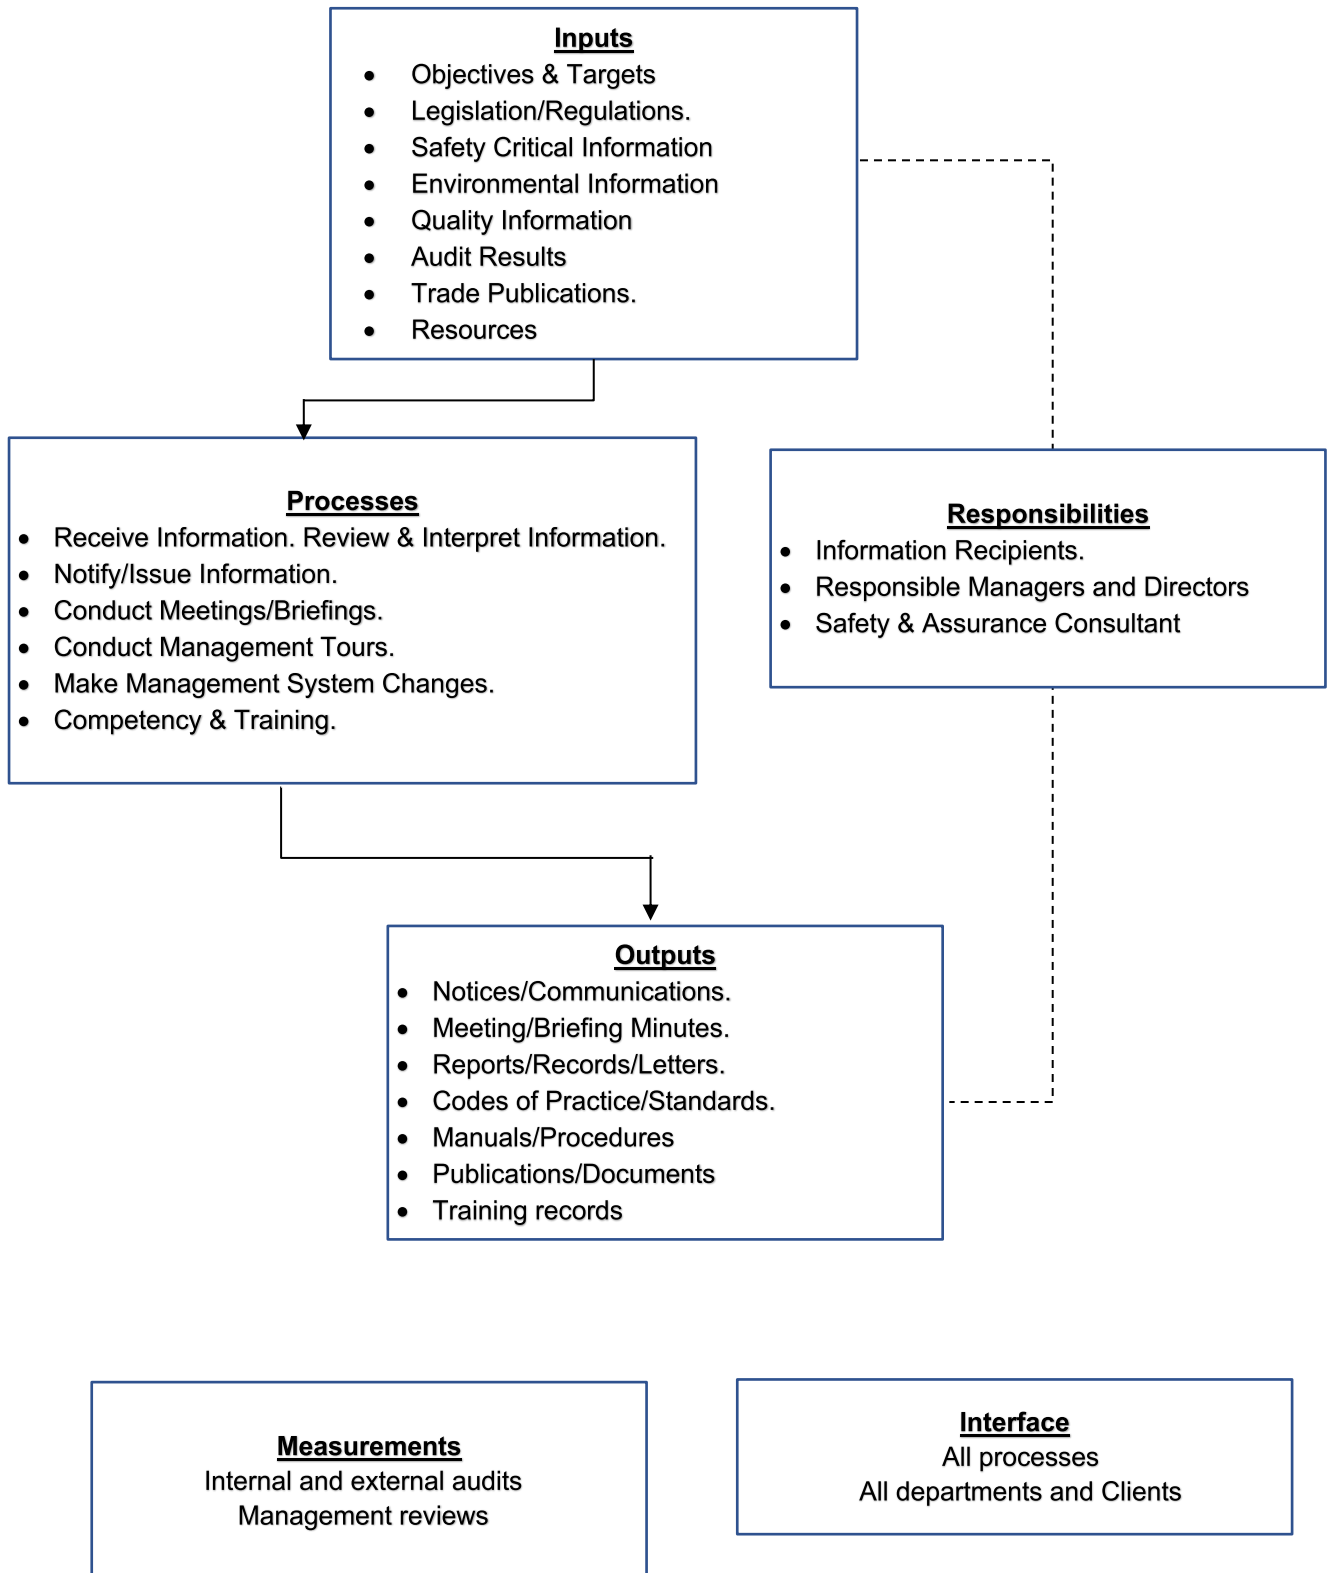 Inputs
• Objectives & Targets
• Legislation/Regulations.
• Safety Critical Information
• Environmental Information
• Quality Information
• Audit Results
• Trade Publications.
• Resources
Processes
• Receive Information. Review & Interpret Information.
• Notify/Issue Information.
• Conduct Meetings/Briefings.
• Conduct Management Tours.
• Make Management System Changes.
• Competency & Training.
Responsibilities
• Information Recipients.
• Responsible Managers and Directors
• Safety & Assurance Consultant
Outputs
• Notices/Communications.
• Meeting/Briefing Minutes.
• Reports/Records/Letters.
• Codes of Practice/Standards.
• Manuals/Procedures
• Publications/Documents
• Training records
Measurements
Internal and external audits
Management reviews
Interface
All processes
All departments and Clients